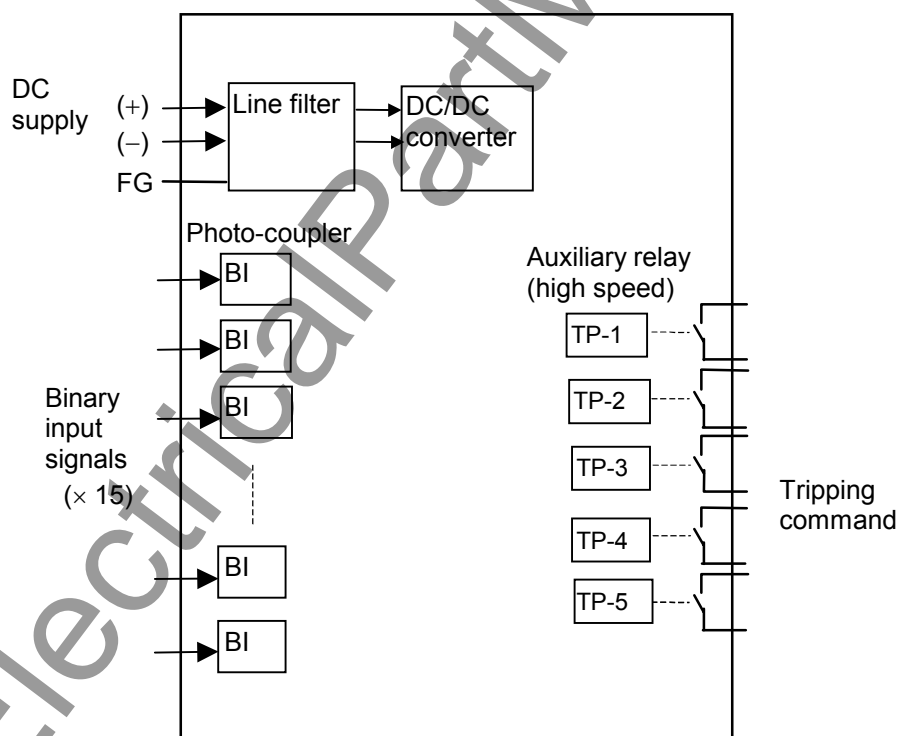 DC
supply
(+)
(−)
FG
Line filter
DC/DC
converter
Photo-coupler
BI
BI
BI
BI
BI
Binary
input
signals
(× 15)
Auxiliary relay
(high speed)
TP-1
TP-2
TP-3
TP-4
TP-5
Tripping
command
ElectricalPartM